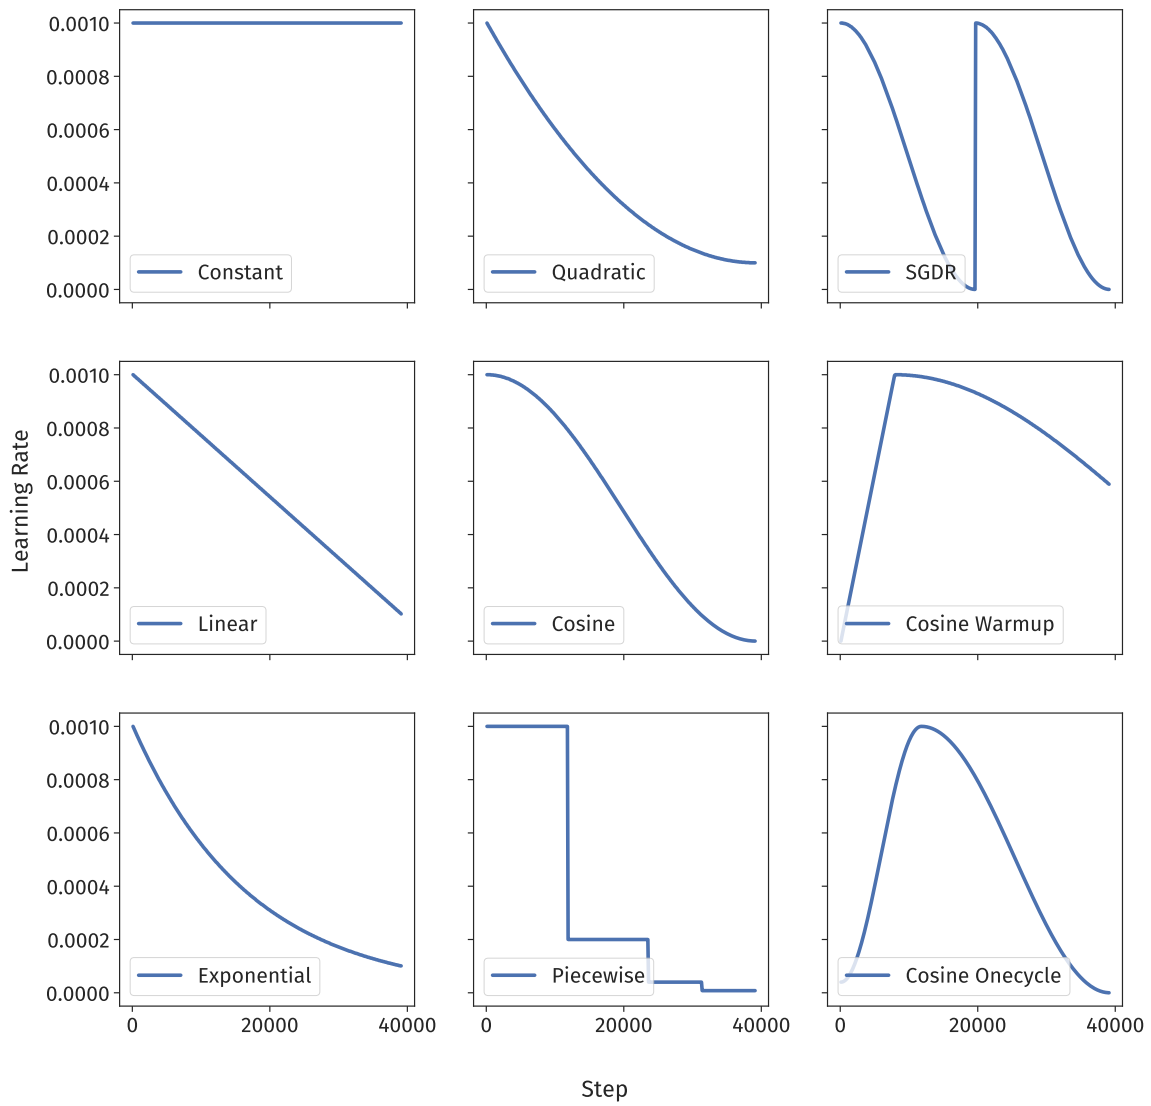 0.0010
0.0008
0.0006
0.0004
0.0002
0.0000
Constant
Quadratic
SGDR
Learning Rate
0.0010
0.0008
0.0006
0.0004
0.0002
0.0000
Linear
Cosine
Cosine Warmup
0.0010
0.0008
0.0006
0.0004
0.0002
0.0000
Exponential
Piecewise
Cosine Onecycle
0 20000 40000 0 20000 40000 0 20000 40000
Step